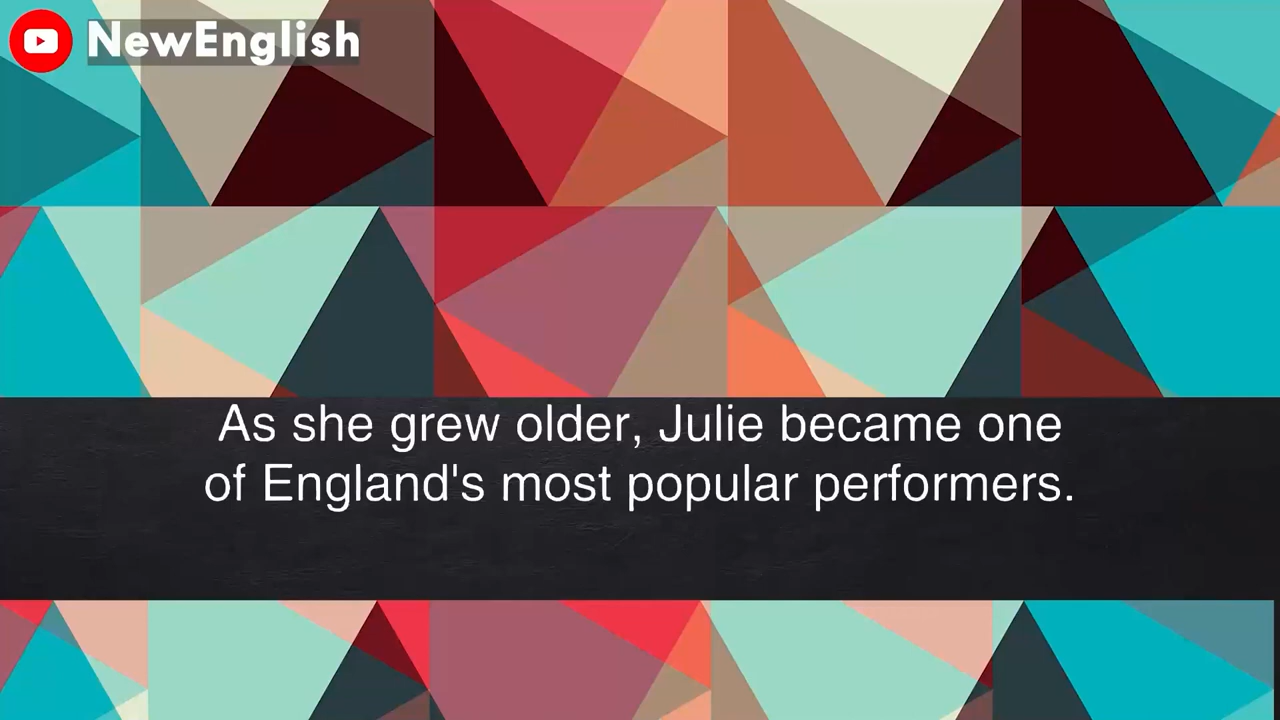 NewEnglish
As she grew older, Julie became one
of England's most popular performers.